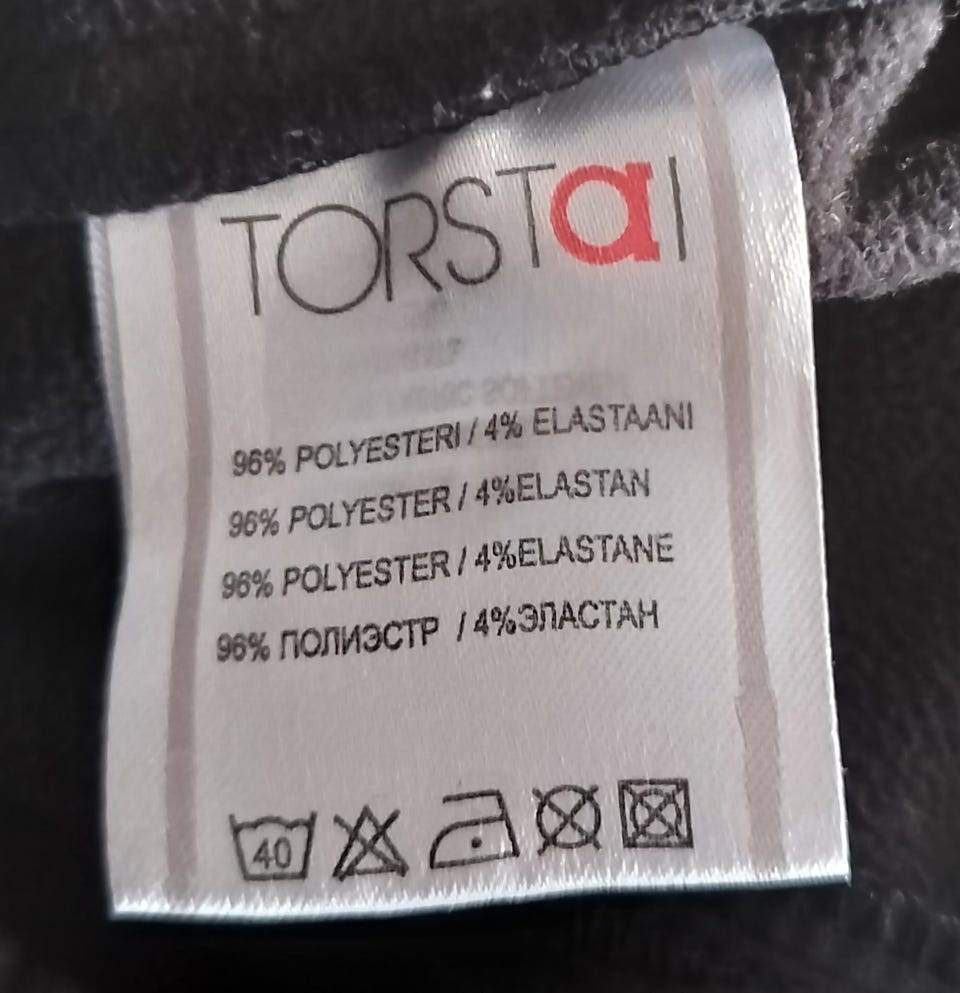 TORSTaI
96% POLYESTERI / 4% ELASTAANI
96% POLYESTER / 4%ELASTAN
96% POLYESTER / 4%ELASTANE
96% ПОЛИЭСТР / 4%ЭЛАСТАН
40